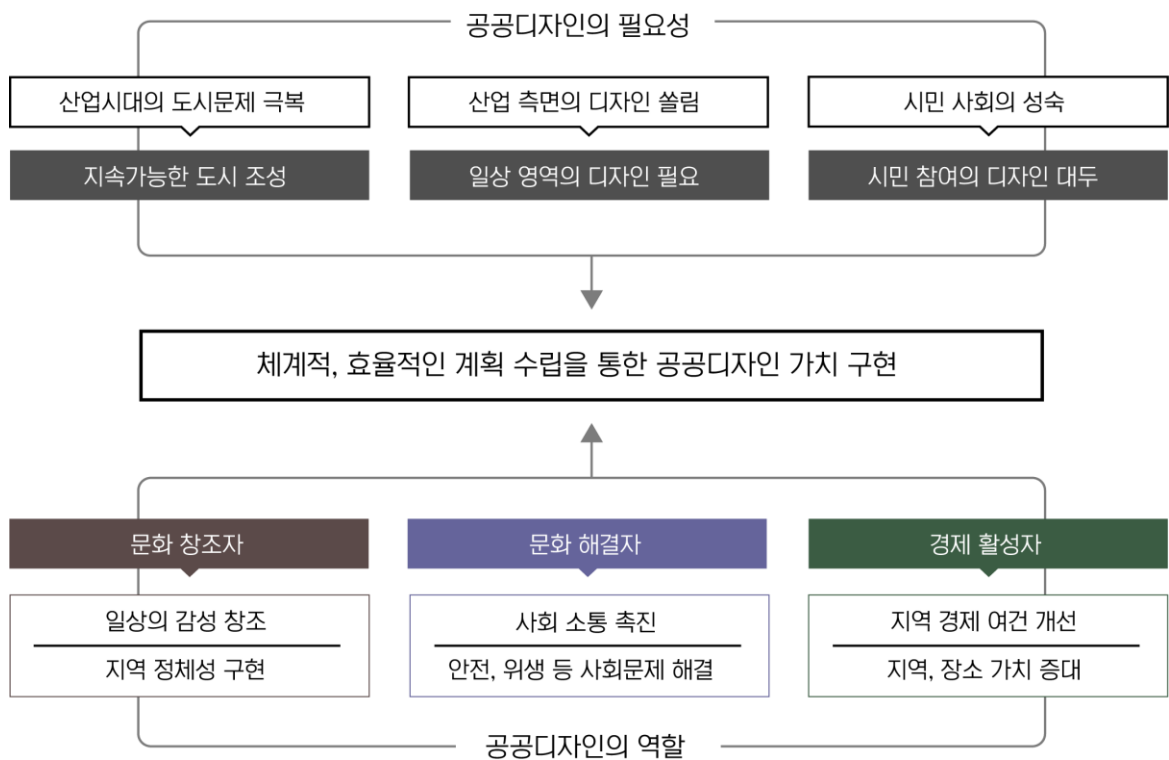 공공디자인의 필요성
산업시대의 도시문제 극복
산업 측면의 디자인 쏠림
시민 사회의 성숙
지속가능한 도시 조성
일상 영역의 디자인 필요
시민 참여의 디자인 대두
체계적, 효율적인 계획 수립을 통한 공공디자인 가치 구현
문화 창조자
문화 해결자
경제 활성자
일상의 감성 창조
사회 소통 촉진
지역 경제 여건 개선
지역 정체성 구현
안전, 위생 등 사회문제 해결
지역, 장소 가치 증대
공공디자인의 역할